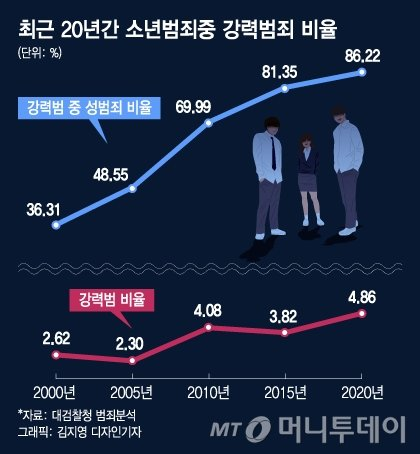 최근 20년간 소년범죄중 강력범죄 비율
(단위: %)
86.22
81.35
69.99
강력범 중 성범죄 비율
48.55
36.31
강력범 비율
4.86
4.08
3.82
2.62
2.30
2000년 2005년 2010년 2015년 2020년
*자료: 대검찰청 범죄분석
그래픽: 김지영 디자인기자
MT 머니투데이